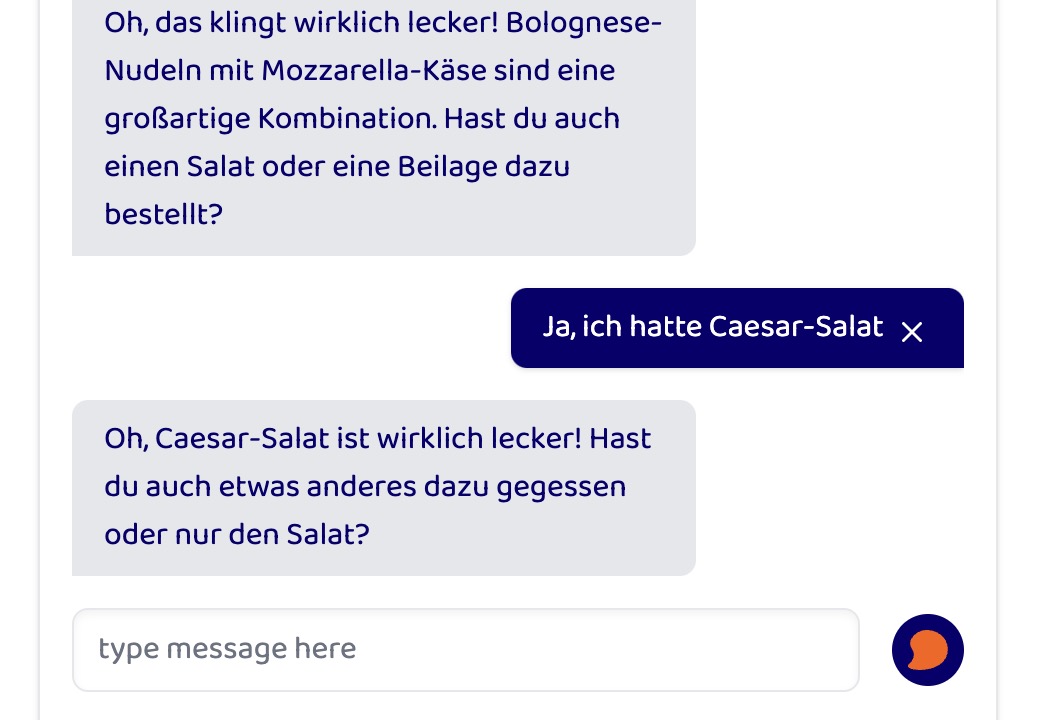 Oh, das klingt wirklich lecker! Bolognese-
Nudeln mit Mozzarella-Käse sind eine
großartige Kombination. Hast du auch
einen Salat oder eine Beilage dazu
bestellt?
Ja, ich hatte Caesar-Salat
Oh, Caesar-Salat ist wirklich lecker! Hast
du auch etwas anderes dazu gegessen
oder nur den Salat?
type message here